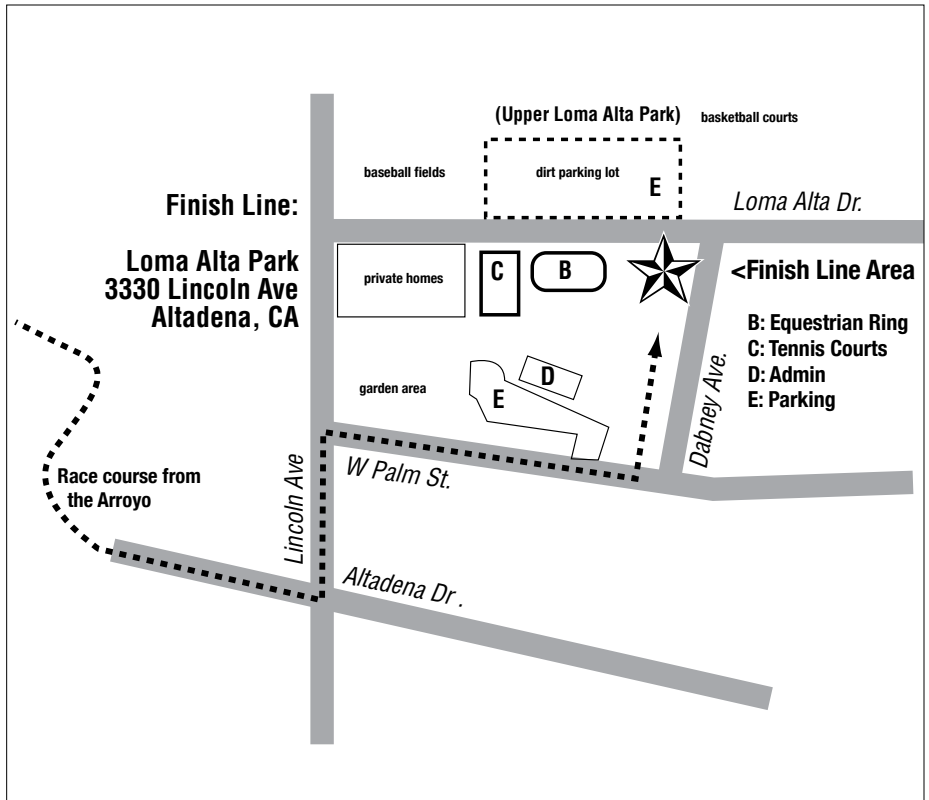 (Upper Loma Alta Park)
basketball courts
baseball fields
dirt parking lot
E
Loma Alta Dr.
Finish Line:
Loma Alta Park
3330 Lincoln Ave
Altadena, CA
private homes
C
B
<Finish Line Area
B: Equestrian Ring
C: Tennis Courts
D: Admin
E: Parking
D
E
garden area
Dabney Ave.
Race course from
the Arroyo
Lincoln Ave
W Palm St.
Altadena Dr .